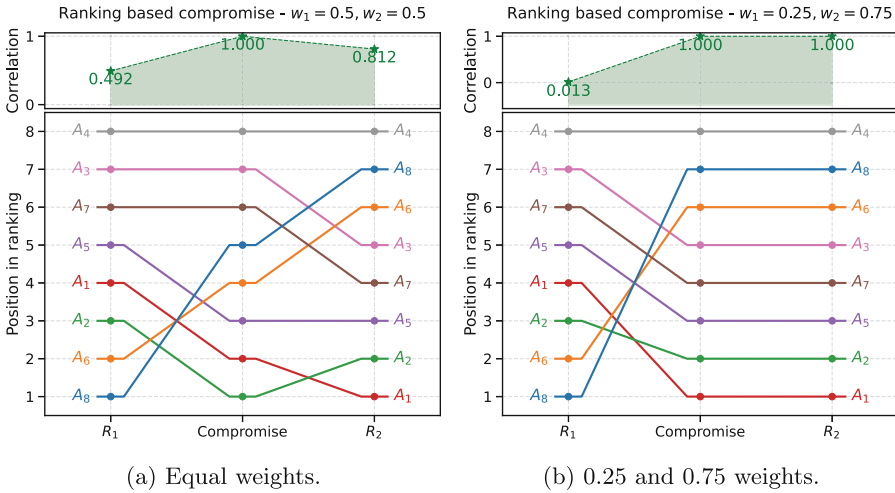 Ranking based compromise - w₁ = 0.5, w₂ = 0.5
Correlation
1
0
0.492
1.000
0.812
Position in ranking
8
7
6
5
4
3
2
1
A₄
A₃
A₇
A₅
A₁
A₂
A₆
A₈
A₄
A₈
A₆
A₃
A₇
A₅
A₂
A₁
R₁ Compromise R₂
(a) Equal weights.
Ranking based compromise - w₁ = 0.25, w₂ = 0.75
Correlation
1
0
0.013
1.000
1.000
Position in ranking
8
7
6
5
4
3
2
1
A₄
A₃
A₇
A₅
A₁
A₂
A₆
A₈
A₄
A₈
A₆
A₃
A₇
A₅
A₂
A₁
R₁ Compromise R₂
(b) 0.25 and 0.75 weights.